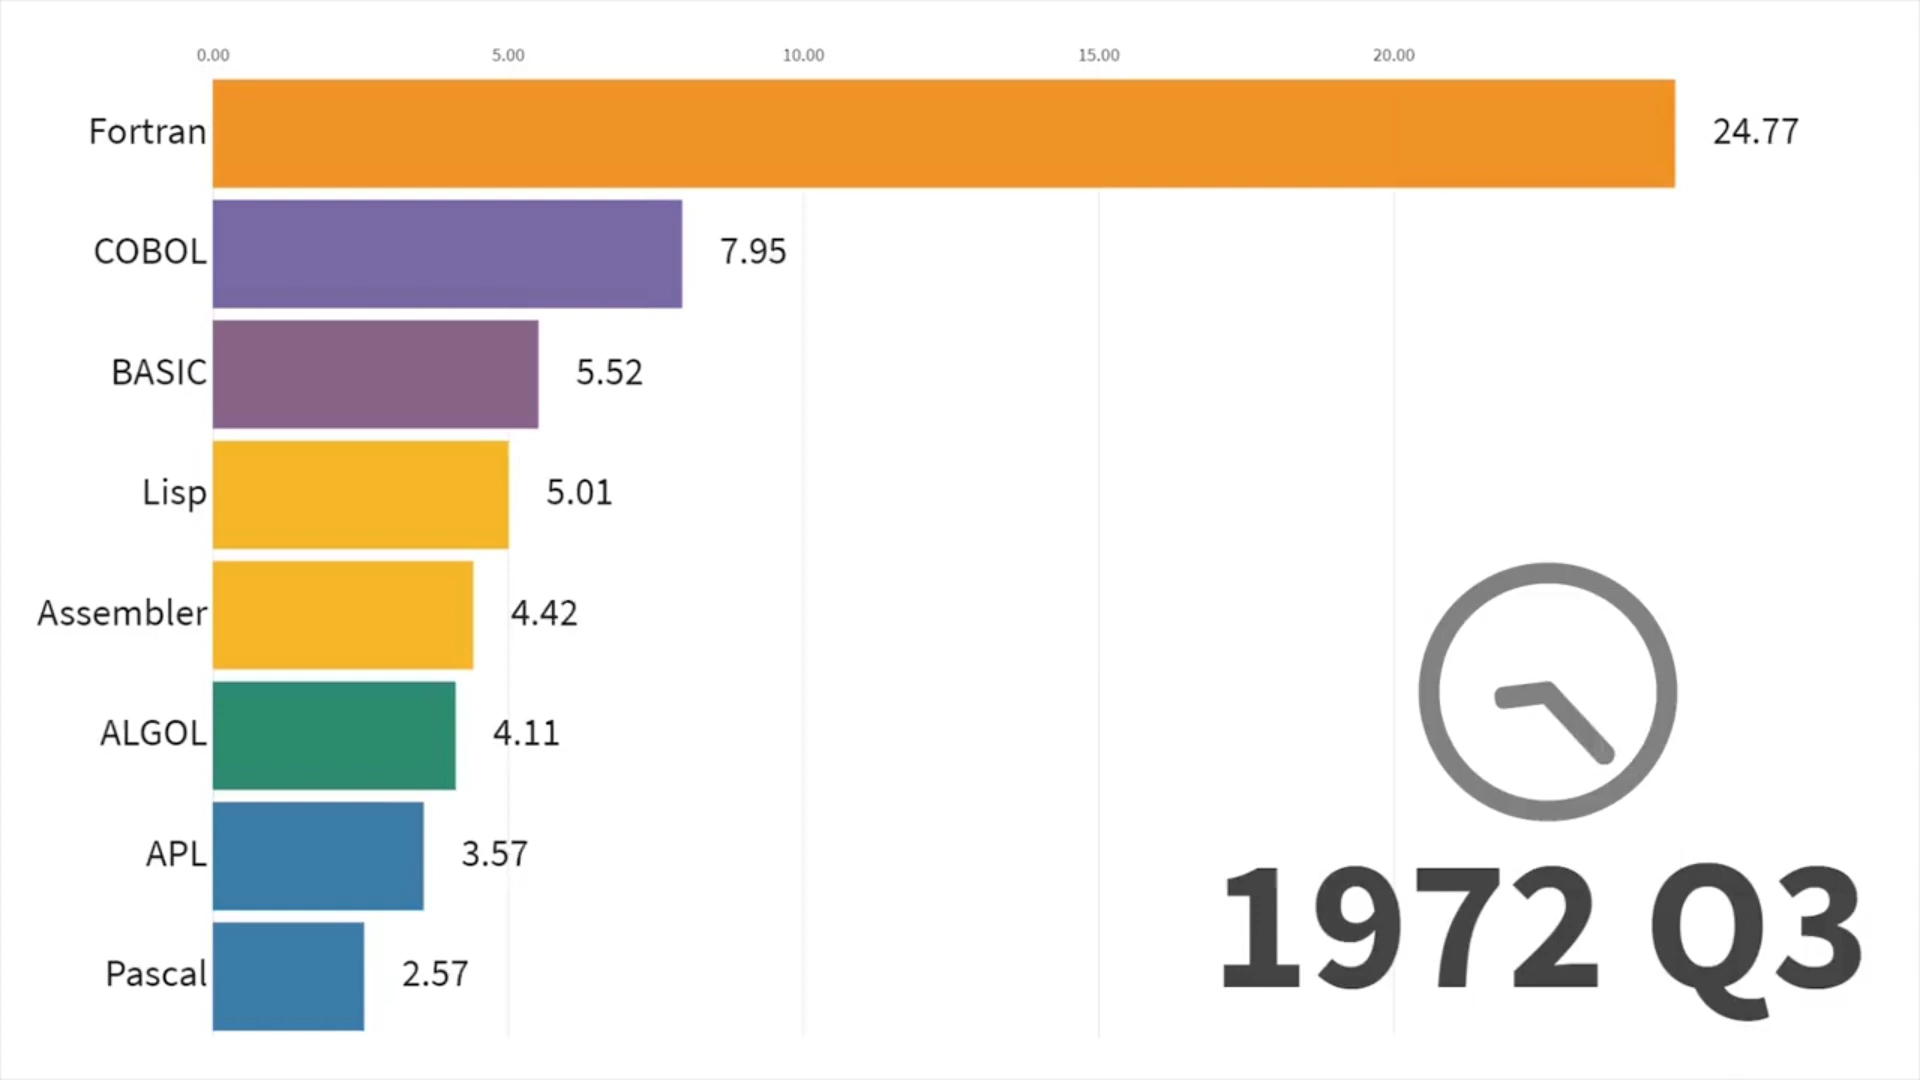 0.00 5.00 10.00 15.00 20.00
Fortran 24.77
COBOL 7.95
BASIC 5.52
Lisp 5.01
Assembler 4.42
ALGOL 4.11
APL 3.57
Pascal 2.57
1972 Q3